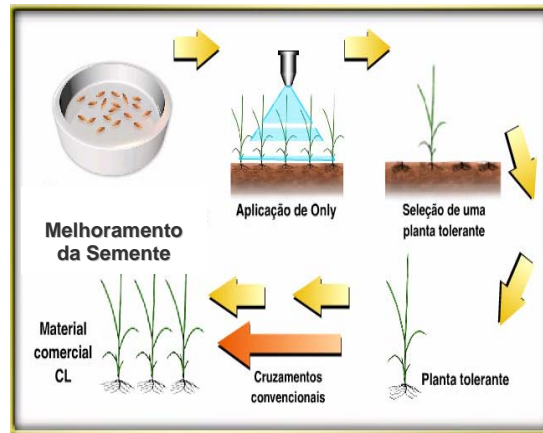 Aplicação de Only
Seleção de uma
planta tolerante
Melhoramento
da Semente
Material
comercial
CL
Cruzamentos
convencionais
Planta tolerante